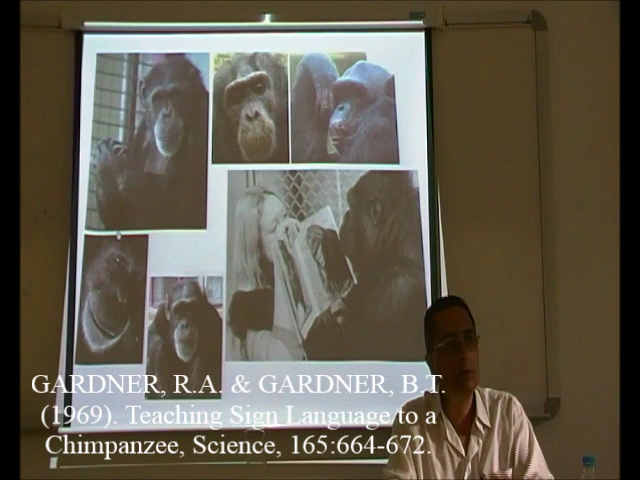 GARDNER, R.A. & GARDNER, B.T.
(1969). Teaching Sign Language to a
Chimpanzee, Science, 165:664-672.